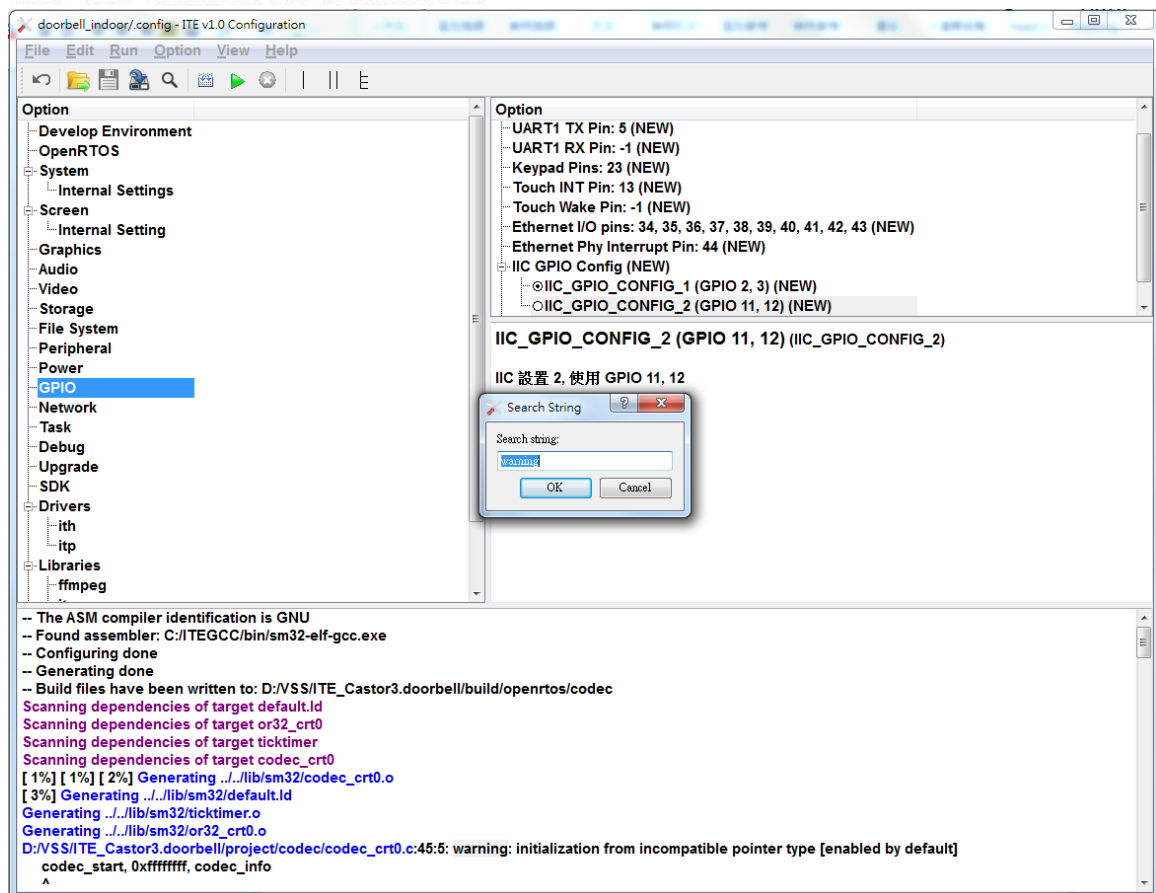 doorbell_indoor/.config - ITE v1.0 Configuration
File Edit Run Option View Help
Option
Develop Environment
OpenRTOS
System
Internal Settings
Screen
Internal Setting
Graphics
Audio
Video
Storage
File System
Peripheral
Power
GPIO
Network
Task
Debug
Upgrade
SDK
Drivers
ith
itp
Libraries
ffmpeg
Option
UART1 TX Pin: 5 (NEW)
UART1 RX Pin: -1 (NEW)
Keypad Pins: 23 (NEW)
Touch INT Pin: 13 (NEW)
Touch Wake Pin: -1 (NEW)
Ethernet I/O pins: 34, 35, 36, 37, 38, 39, 40, 41, 42, 43 (NEW)
Ethernet Phy Interrupt Pin: 44 (NEW)
IIC GPIO Config (NEW)
IIC_GPIO_CONFIG_1 (GPIO 2, 3) (NEW)
IIC_GPIO_CONFIG_2 (GPIO 11, 12) (NEW)
IIC_GPIO_CONFIG_2 (GPIO 11, 12) (IIC_GPIO_CONFIG_2)
IIC 設置 2, 使用 GPIO 11, 12
Search String
Search string:
warning
OK Cancel
-- The ASM compiler identification is GNU
-- Found assembler: C:/ITEGCC/bin/sm32-elf-gcc.exe
-- Configuring done
-- Generating done
-- Build files have been written to: D:/VSS/ITE_Castor3.doorbell/build/openrtos/codec
Scanning dependencies of target default.ld
Scanning dependencies of target or32_crt0
Scanning dependencies of target ticktimer
Scanning dependencies of target codec_crt0
[ 1%] [ 1%] [ 2%] Generating ../../lib/sm32/codec_crt0.o
[ 3%] Generating ../../lib/sm32/default.ld
Generating ../../lib/sm32/ticktimer.o
Generating ../../lib/sm32/or32_crt0.o
D:/VSS/ITE_Castor3.doorbell/project/codec/codec_crt0.c:45:5: warning: initialization from incompatible pointer type [enabled by default]
codec_start, 0xffffffff, codec_info
^